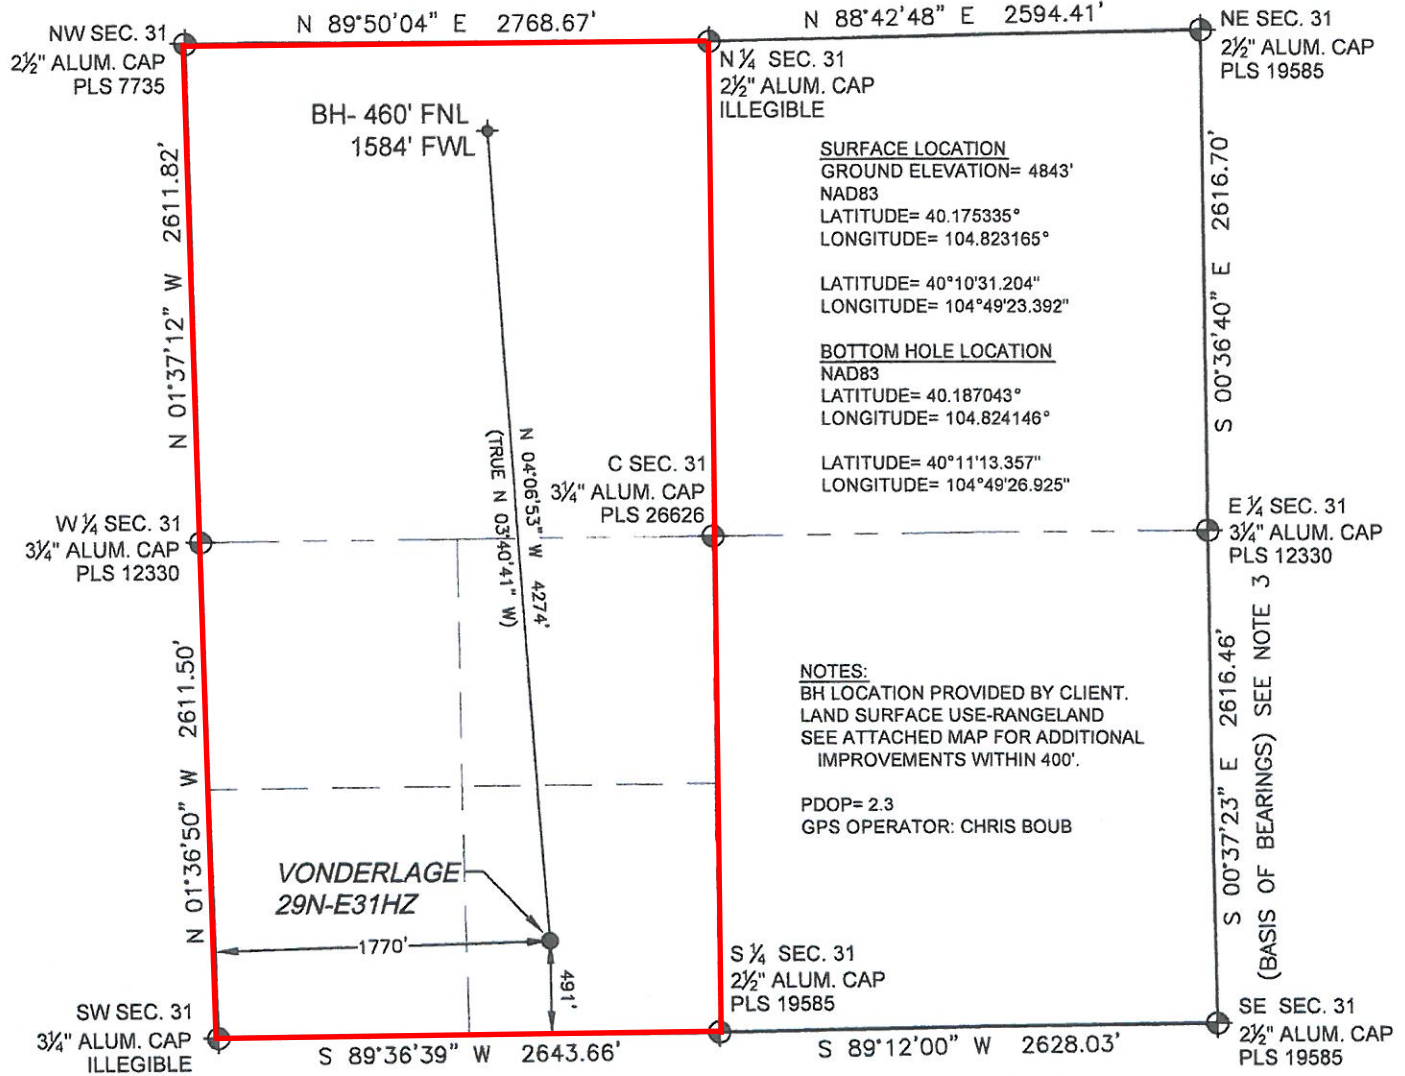 N 89°50'04" E 2768.67'
N 88°42'48" E 2594.41'
NW SEC. 31
2½" ALUM. CAP
PLS 7735
N ¼ SEC. 31
2½" ALUM. CAP
ILLEGIBLE
NE SEC. 31
2½" ALUM. CAP
PLS 19585
BH- 460' FNL
1584' FWL
N 01°37'12" W 2611.82'
SURFACE LOCATION
GROUND ELEVATION= 4843'
NAD83
LATITUDE= 40.175335°
LONGITUDE= 104.823165°
LATITUDE= 40°10'31.204"
LONGITUDE= 104°49'23.392"
BOTTOM HOLE LOCATION
NAD83
LATITUDE= 40.187043°
LONGITUDE= 104.824146°
LATITUDE= 40°11'13.357"
LONGITUDE= 104°49'26.925"
S 00°36'40" E 2616.70'
N 04°06'53" W 4274'
(TRUE N 03°40'41" W)
C SEC. 31
3¼" ALUM. CAP
PLS 26626
W ¼ SEC. 31
3¼" ALUM. CAP
PLS 12330
E ¼ SEC. 31
3¼" ALUM. CAP
PLS 12330
N 01°36'50" W 2611.50'
NOTES:
BH LOCATION PROVIDED BY CLIENT.
LAND SURFACE USE-RANGELAND
SEE ATTACHED MAP FOR ADDITIONAL
IMPROVEMENTS WITHIN 400'.
PDOP= 2.3
GPS OPERATOR: CHRIS BOUB
S 00°37'23" E 2616.46'
(BASIS OF BEARINGS) SEE NOTE 3
VONDERLAGE
29N-E31HZ
1770'
491'
S ¼ SEC. 31
2½" ALUM. CAP
PLS 19585
SW SEC. 31
3¼" ALUM. CAP
ILLEGIBLE
SE SEC. 31
2½" ALUM. CAP
PLS 19585
S 89°36'39" W 2643.66'
S 89°12'00" W 2628.03'